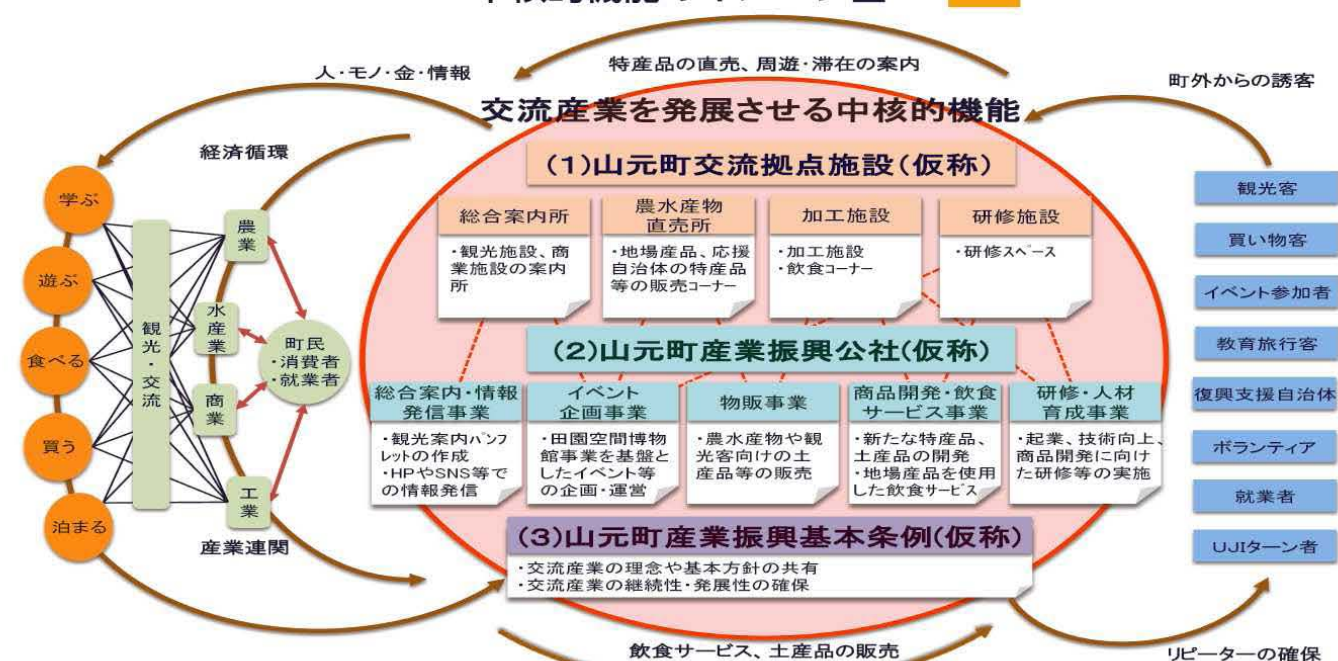 特産品の直売、周遊・滞在の案内
人・モノ・金・情報
町外からの誘客
交流産業を発展させる中核的機能
経済循環
(1)山元町交流拠点施設(仮称)
学ぶ
遊ぶ
食べる
買う
泊まる
観光・交流
農業
水産業
商業
工業
町民
・消費者
・就業者
産業連関
総合案内所
・観光施設、商
業施設の案内
所
農水産物
直売所
・地場産品、応援
自治体の特産品
等の販売コーナー
加工施設
・加工施設
・飲食コーナー
研修施設
・研修スペース
(2)山元町産業振興公社(仮称)
総合案内・情報
発信事業
・観光案内パンフ
レットの作成
・HPやSNS等で
の情報発信
イベント
企画事業
・田園空間博物
館事業を基盤と
したイベント等
の企画・運営
物販事業
・農水産物や観
光客向けの土
産品等の販売
商品開発・飲食
サービス事業
・新たな特産品、
土産品の開発
・地場産品を使用
した飲食サービス
研修・人材
育成事業
・起業、技術向上、
商品開発に向け
た研修等の実施
(3)山元町産業振興基本条例(仮称)
・交流産業の理念や基本方針の共有
・交流産業の継続性・発展性の確保
観光客
買い物客
イベント参加者
教育旅行客
復興支援自治体
ボランティア
就業者
UJIターン者
飲食サービス、土産品の販売
リピーターの確保